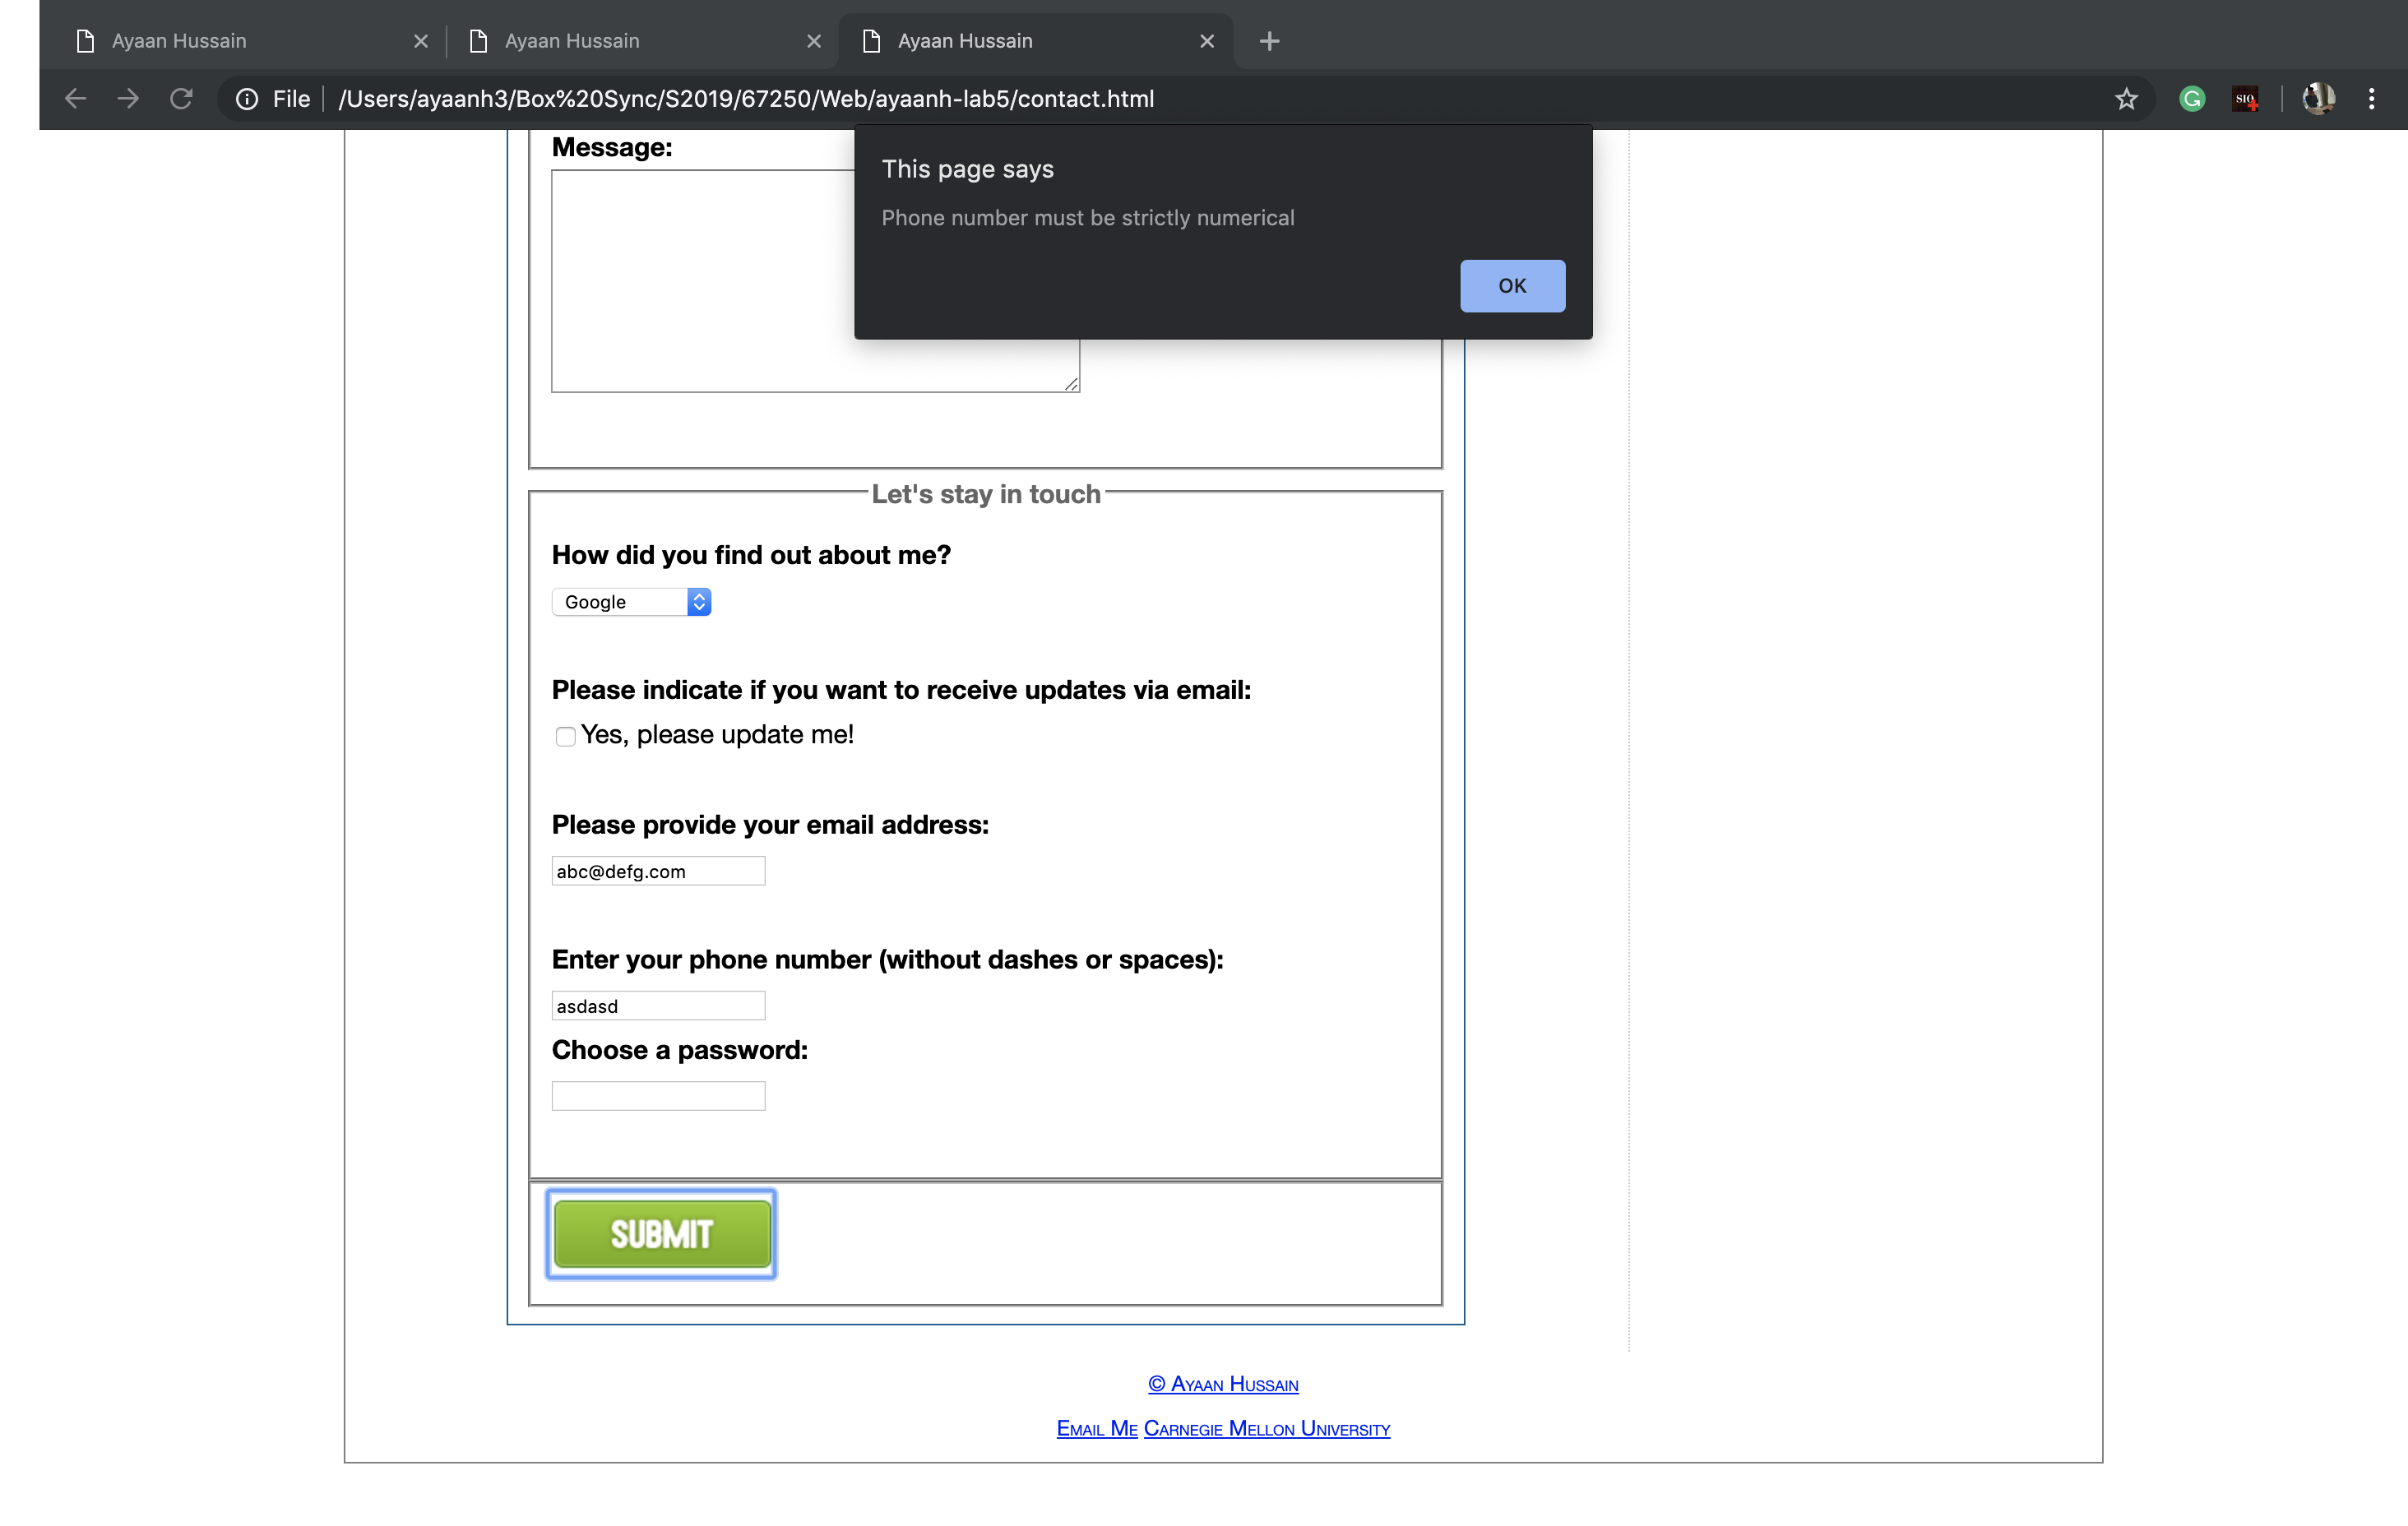 Ayaan Hussain
Ayaan Hussain
Ayaan Hussain
File /Users/ayaanh3/Box%20Sync/S2019/67250/Web/ayaanh-lab5/contact.html
SIO
This page says
Phone number must be strictly numerical
OK
Message:
Let's stay in touch
How did you find out about me?
Google
Please indicate if you want to receive updates via email:
Yes, please update me!
Please provide your email address:
abc@defg.com
Enter your phone number (without dashes or spaces):
asdasd
Choose a password:
SUBMIT
© Ayaan Hussain
Email Me Carnegie Mellon University